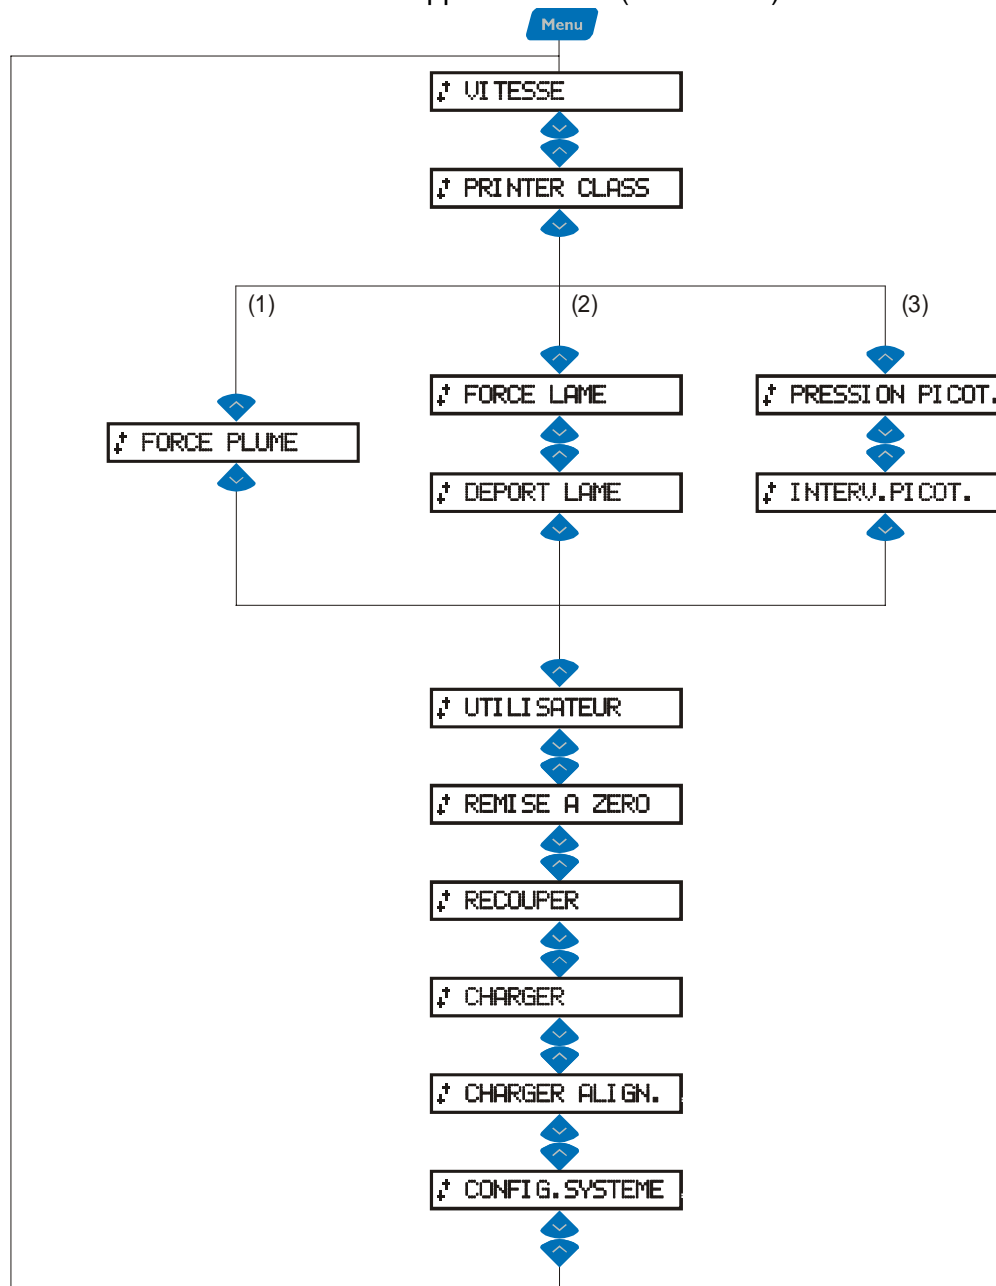 Menu
VITESSE
PRINTER CLASS
(1)
(2)
(3)
FORCE LAME
PRESSION PICOT.
FORCE PLUME
DEPORT LAME
INTERV.PICOT.
UTILISATEUR
REMISE A ZERO
RECOUPER
CHARGER
CHARGER ALIGN.
CONFIG.SYSTEME